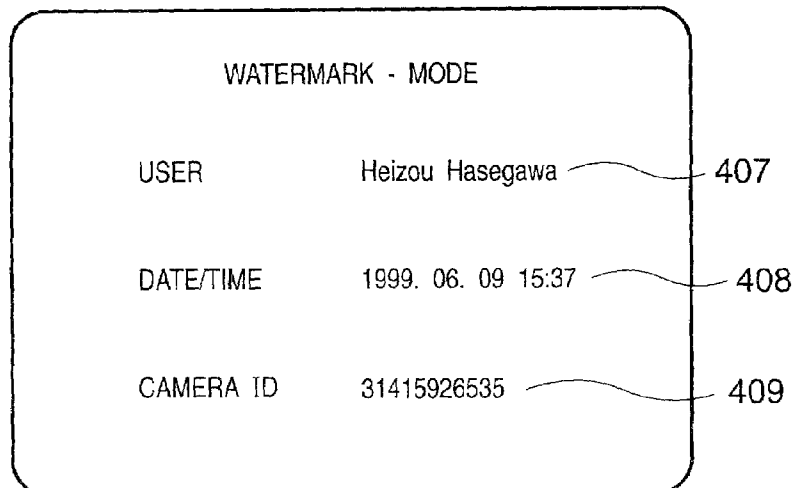 WATERMARK - MODE
USER Heizou Hasegawa 407
DATE/TIME 1999. 06. 09 15:37 408
CAMERA ID 31415926535 409